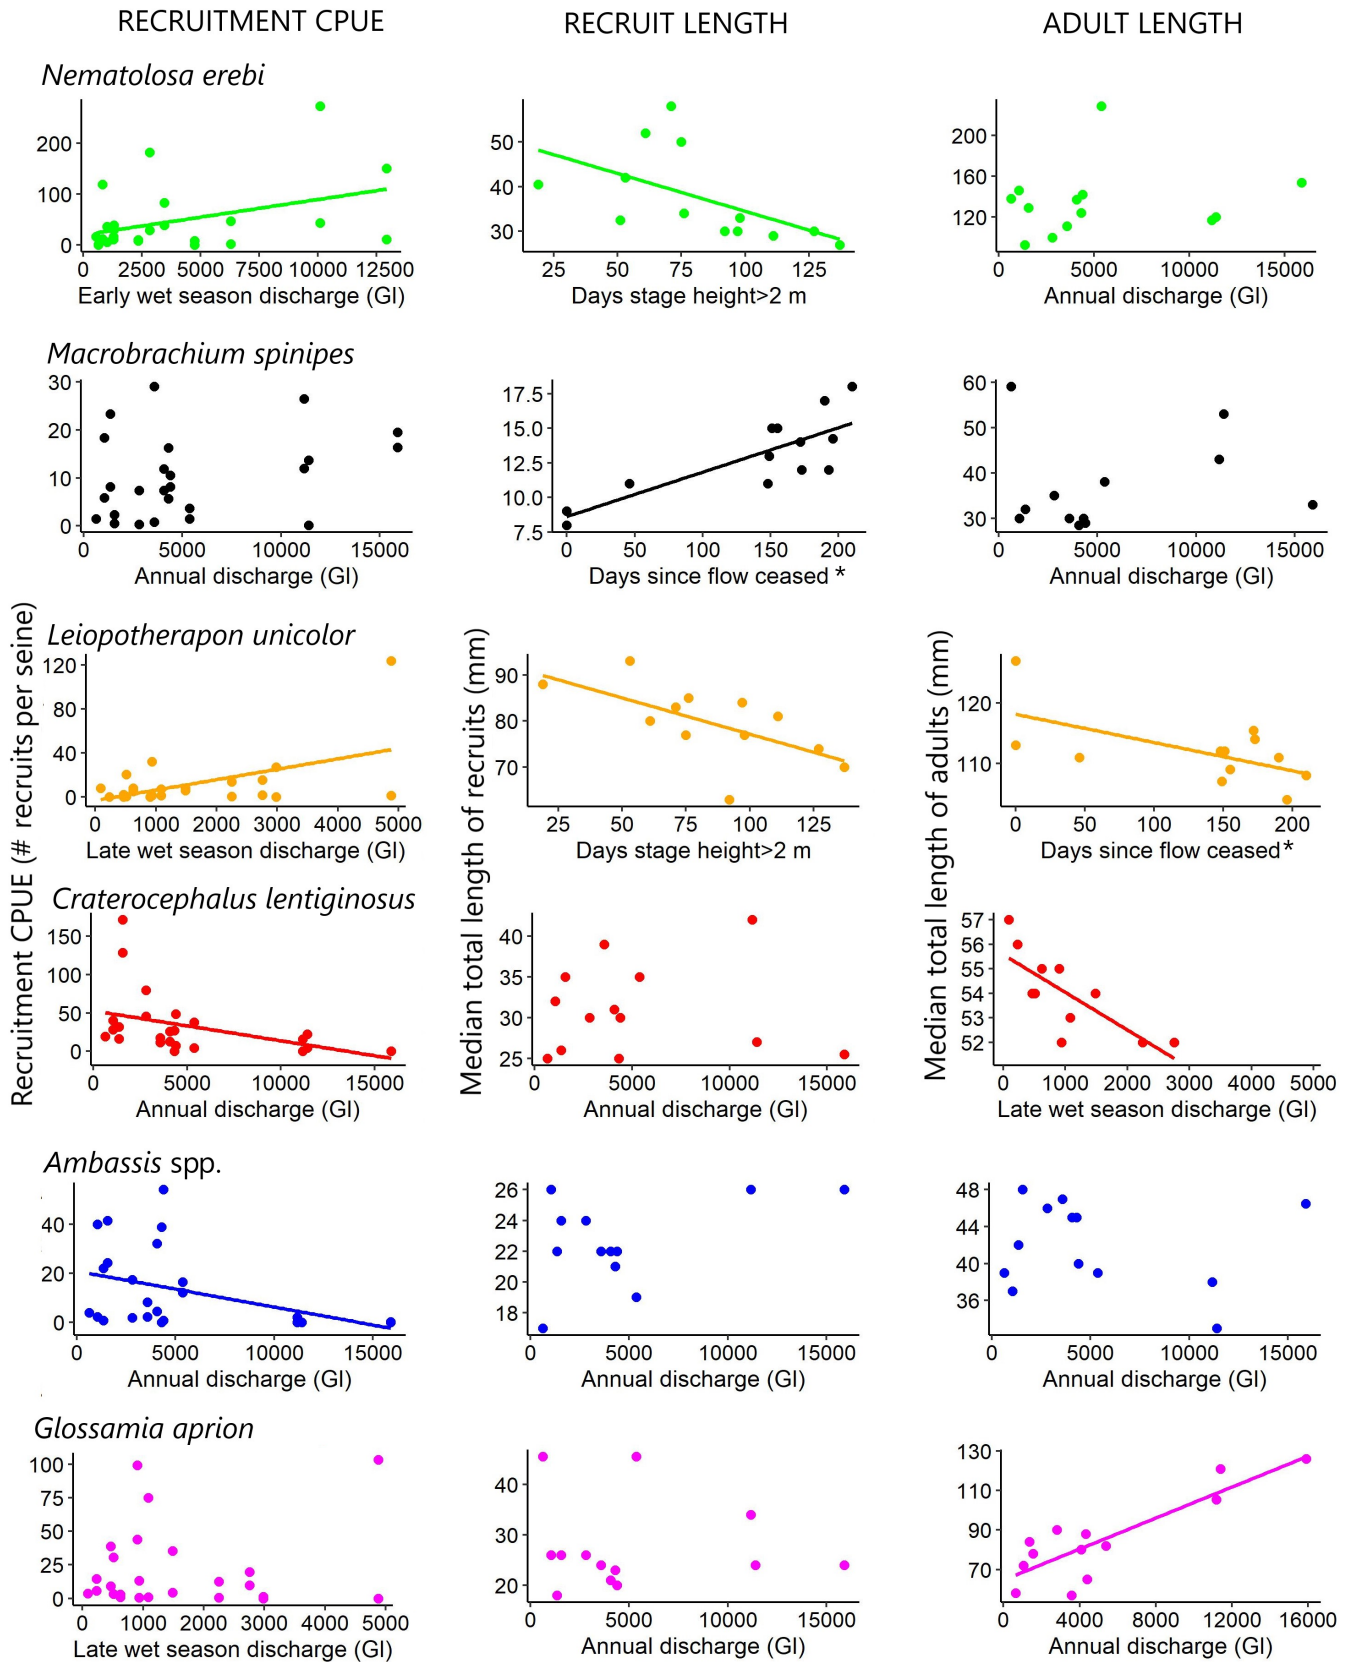 RECRUITMENT CPUE
RECRUIT LENGTH
ADULT LENGTH
Nematolosa erebi
200
100
0
0 2500 5000 7500 10000 12500
Early wet season discharge (Gl)
50
40
30
25 50 75 100 125
Days stage height>2 m
200
160
120
0 5000 10000 15000
Annual discharge (Gl)
Macrobrachium spinipes
30
20
10
0
0 5000 10000 15000
Annual discharge (Gl)
17.5
15.0
12.5
10.0
7.5
0 50 100 150 200
Days since flow ceased *
60
50
40
30
0 5000 10000 15000
Annual discharge (Gl)
Recruitment CPUE (# recruits per seine)
Median total length of recruits (mm)
Median total length of adults (mm)
Leiopotherapon unicolor
120
80
40
0
0 1000 2000 3000 4000 5000
Late wet season discharge (Gl)
90
80
70
25 50 75 100 125
Days stage height>2 m
120
110
0 50 100 150 200
Days since flow ceased*
Craterocephalus lentiginosus
150
100
50
0
0 5000 10000 15000
Annual discharge (Gl)
40
35
30
25
0 5000 10000 15000
Annual discharge (Gl)
57
56
55
54
53
52
0 1000 2000 3000 4000 5000
Late wet season discharge (Gl)
Ambassis spp.
40
20
0
0 5000 10000 15000
Annual discharge (Gl)
26
24
22
20
18
0 5000 10000 15000
Annual discharge (Gl)
48
44
40
36
0 5000 10000 15000
Annual discharge (Gl)
Glossamia aprion
100
75
50
25
0
0 1000 2000 3000 4000 5000
Late wet season discharge (Gl)
40
30
20
0 5000 10000 15000
Annual discharge (Gl)
130
110
90
70
0 4000 8000 12000 16000
Annual discharge (Gl)